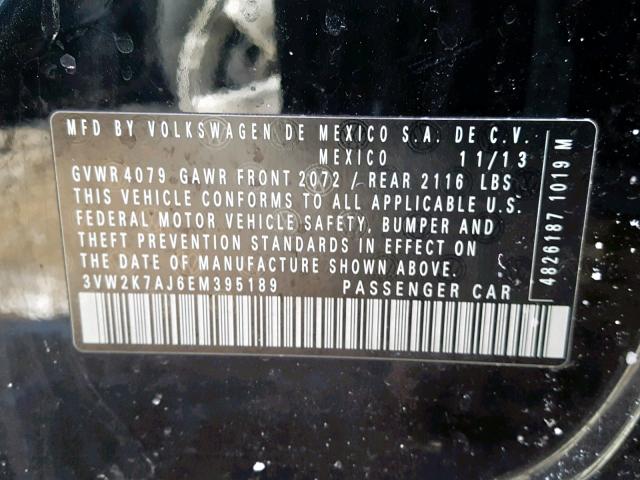 MFD BY VOLKSWAGEN DE MEXICO S.A. DE C.V.
MEXICO 11/13
GVWR 4079 GAWR FRONT 2072 / REAR 2116 LBS
THIS VEHICLE CONFORMS TO ALL APPLICABLE U.S.
FEDERAL MOTOR VEHICLE SAFETY, BUMPER AND
THEFT PREVENTION STANDARDS IN EFFECT ON
THE DATE OF MANUFACTURE SHOWN ABOVE.
3VW2K7AJ6EM395189 PASSENGER CAR
4826187 1019 M